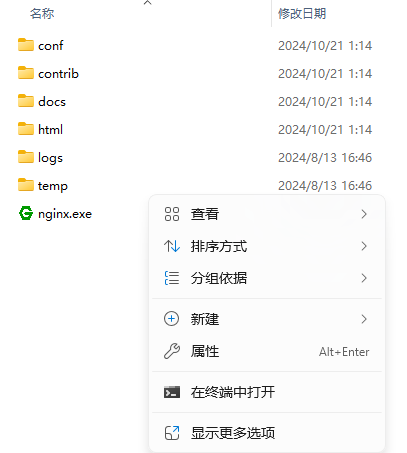 名称 修改日期
conf 2024/10/21 1:14
contrib 2024/10/21 1:14
docs 2024/10/21 1:14
html 2024/10/21 1:14
logs 2024/8/13 16:46
temp 2024/8/13 16:46
nginx.exe
查看
排序方式
分组依据
新建
属性 Alt+Enter
在终端中打开
显示更多选项